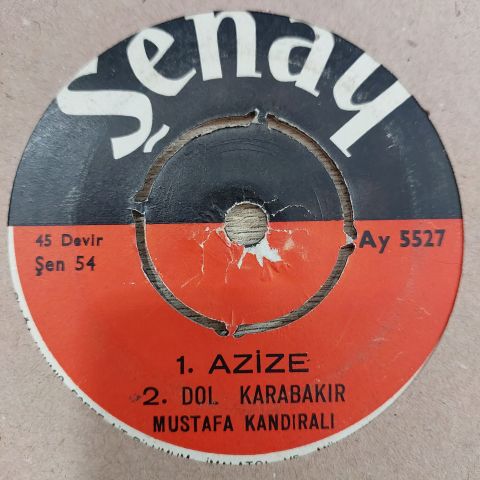 Şenay
45 Devir
Şen 54
Ay 5527
1. AZİZE
2. DOL KARABAKIR
MUSTAFA KANDIRALI